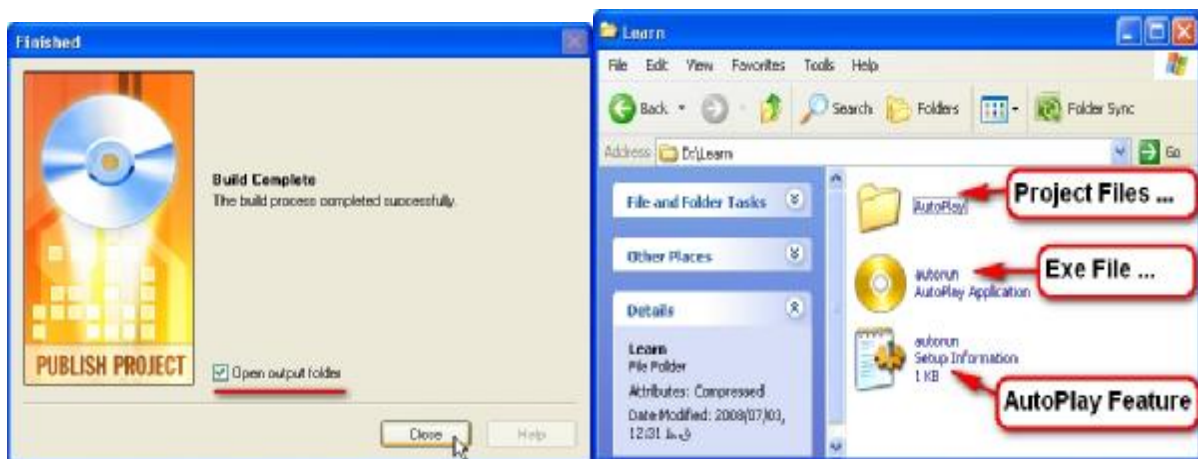 Finished
Build Complete
The build process completed successfully.
PUBLISH PROJECT
Open output folder
Close
Help
Learn
File Edit View Favorites Tools Help
Back Search Folders Folder Sync
Address D:\Learn Go
File and Folder Tasks
Other Places
Details
Learn
File Folder
Attributes: Compressed
Date Modified: 2008/07/03,
12:31
AutoPlay
Project Files ...
autorun
AutoPlay Application
Exe File ...
autorun
Setup Information
1 KB
AutoPlay Feature